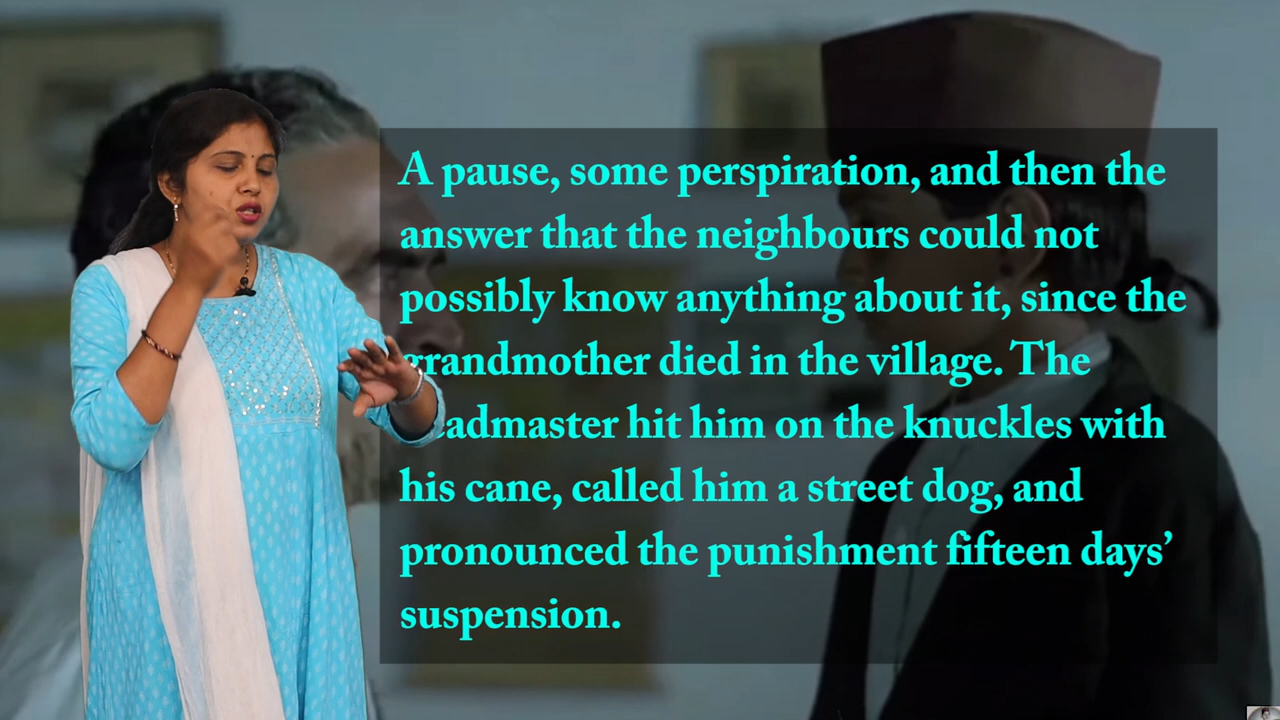 A pause, some perspiration, and then the
answer that the neighbours could not
possibly know anything about it, since the
grandmother died in the village. The
headmaster hit him on the knuckles with
his cane, called him a street dog, and
pronounced the punishment fifteen days’
suspension.